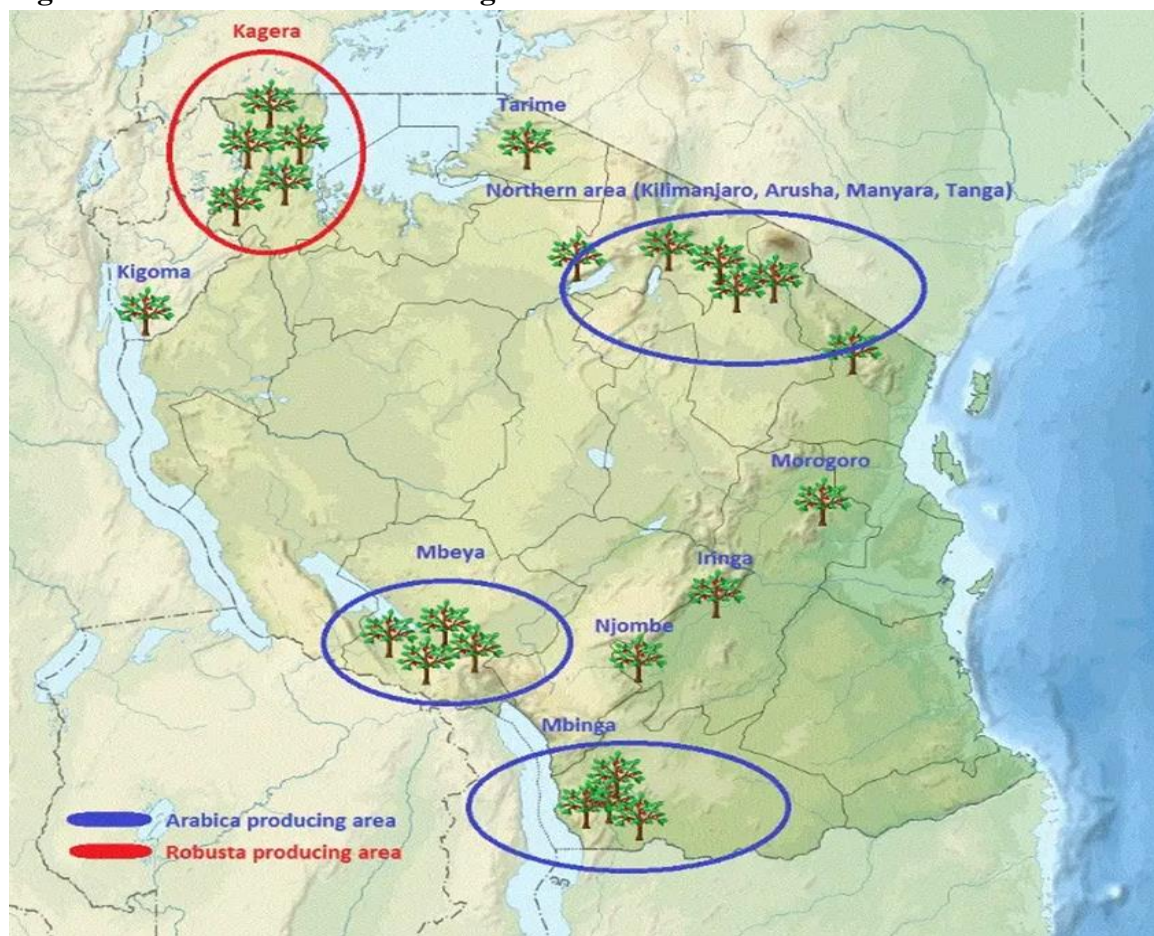 Kagera
Tarime
Northern area (Kilimanjaro, Arusha, Manyara, Tanga)
Kigoma
Morogoro
Mbeya
Iringa
Njombe
Mbinga
Arabica producing area
Robusta producing area